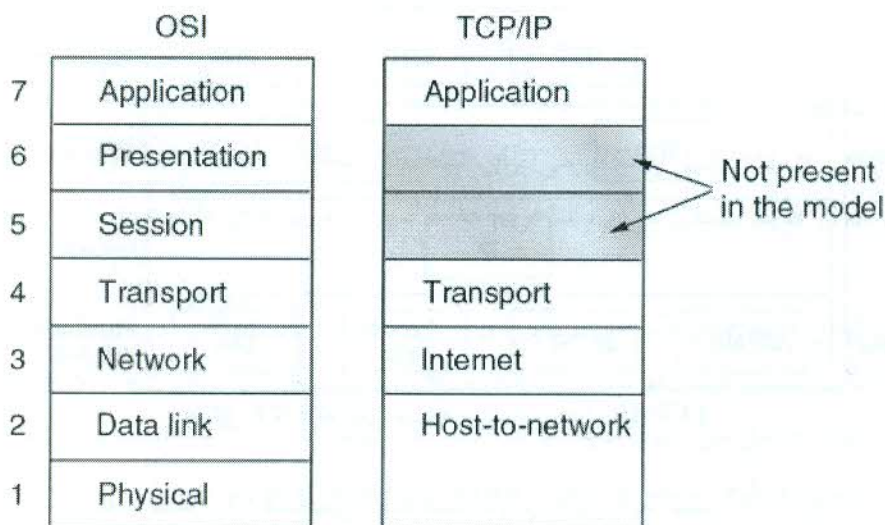 OSI
TCP/IP
7
Application
Application
6
Presentation
Not present
in the model
5
Session
4
Transport
Transport
3
Network
Internet
2
Data link
Host-to-network
1
Physical